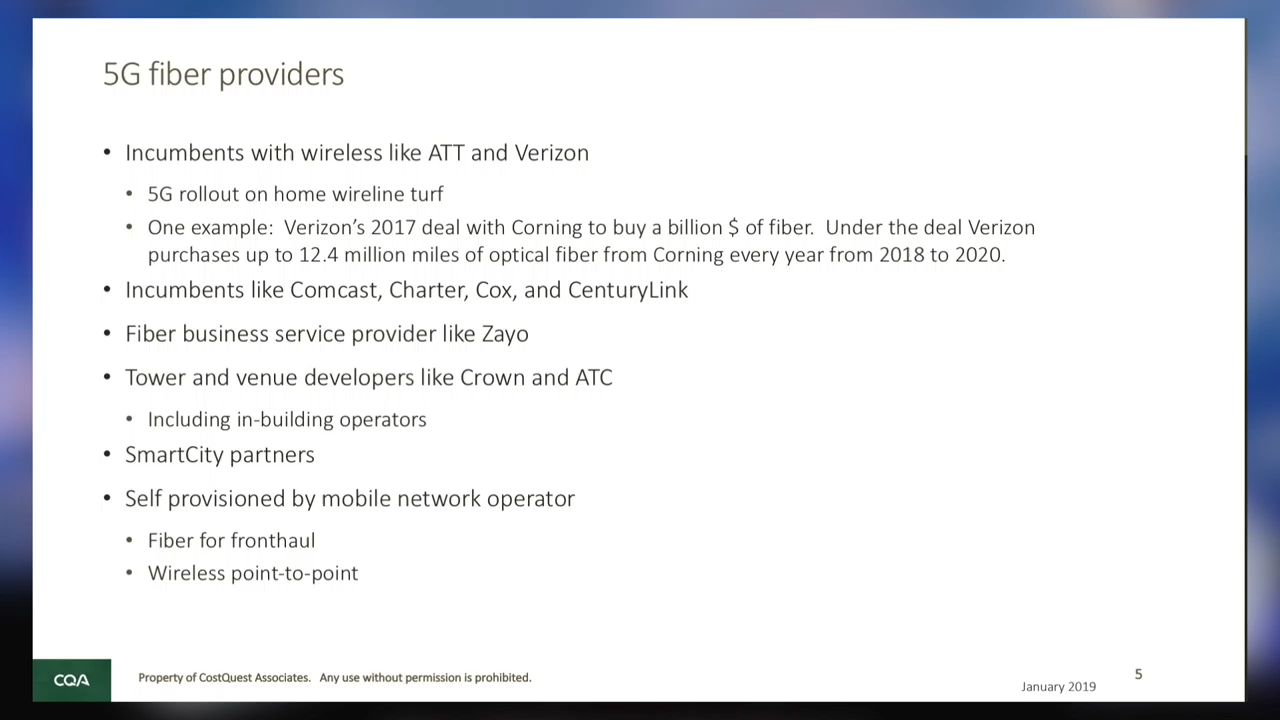 5G fiber providers
• Incumbents with wireless like ATT and Verizon
• 5G rollout on home wireline turf
• One example:  Verizon’s 2017 deal with Corning to buy a billion $ of fiber.  Under the deal Verizon
purchases up to 12.4 million miles of optical fiber from Corning every year from 2018 to 2020.
• Incumbents like Comcast, Charter, Cox, and CenturyLink
• Fiber business service provider like Zayo
• Tower and venue developers like Crown and ATC
• Including in-building operators
• SmartCity partners
• Self provisioned by mobile network operator
• Fiber for fronthaul
• Wireless point-to-point
CQA
Property of CostQuest Associates.   Any use without permission is prohibited.
5
January 2019